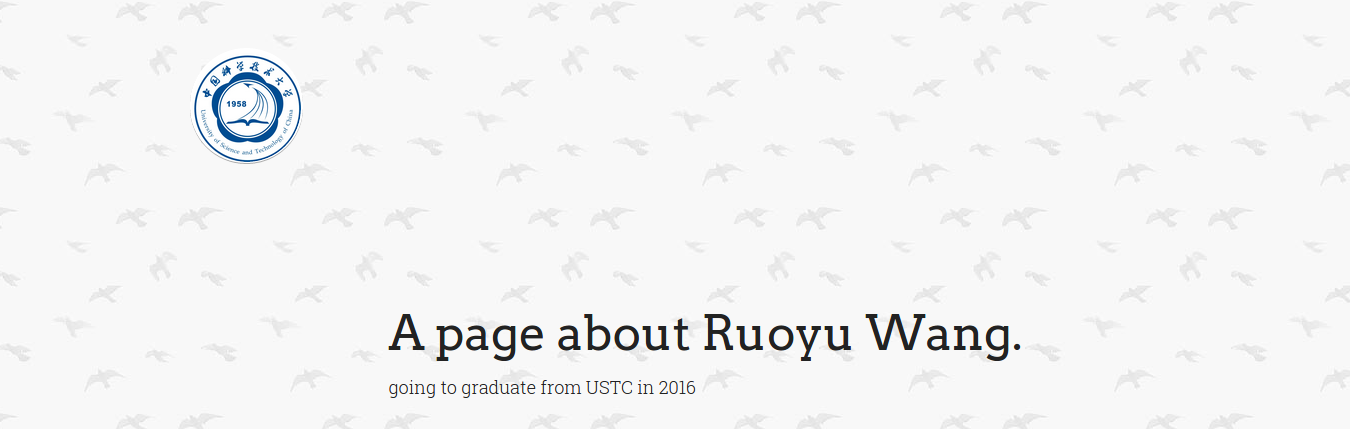 中国科学技术大学
1958
University of Science and Technology of China
A page about Ruoyu Wang.
going to graduate from USTC in 2016